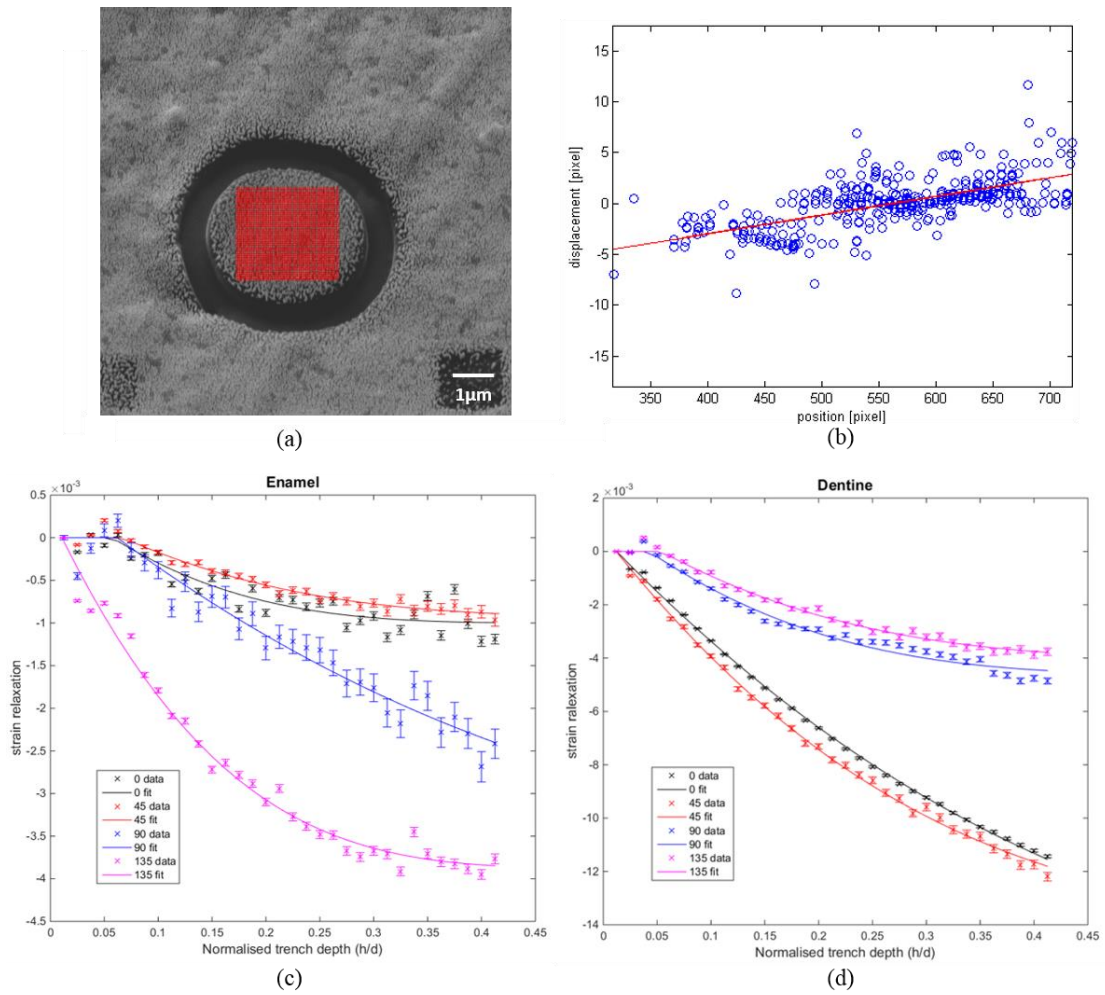 1µm
(a)
15
10
5
0
-5
-10
-15
displacement [pixel]
350 400 450 500 550 600 650 700
position [pixel]
(b)
Enamel
×10⁻³
0.5
0
-0.5
-1
-1.5
-2
-2.5
-3
-3.5
-4
-4.5
strain relaxation
0 data
0 fit
45 data
45 fit
90 data
90 fit
135 data
135 fit
0 0.05 0.1 0.15 0.2 0.25 0.3 0.35 0.4 0.45
Normalised trench depth (h/d)
(c)
Dentine
×10⁻³
2
0
-2
-4
-6
-8
-10
-12
-14
strain ralaxation
0 data
0 fit
45 data
45 fit
90 data
90 fit
135 data
135 fit
0 0.05 0.1 0.15 0.2 0.25 0.3 0.35 0.4 0.45
Normalised trench depth (h/d)
(d)